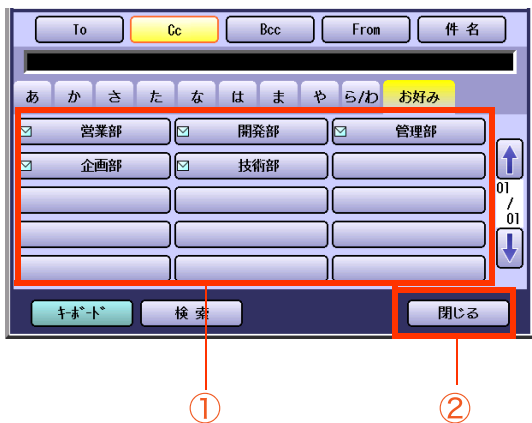 To Cc Bcc From 件名
あ か さ た な は ま や ら/わ お好み
営業部 開発部 管理部
企画部 技術部
01
/
01
ｷｰﾎﾞｰﾄﾞ 検索 閉じる
① ②